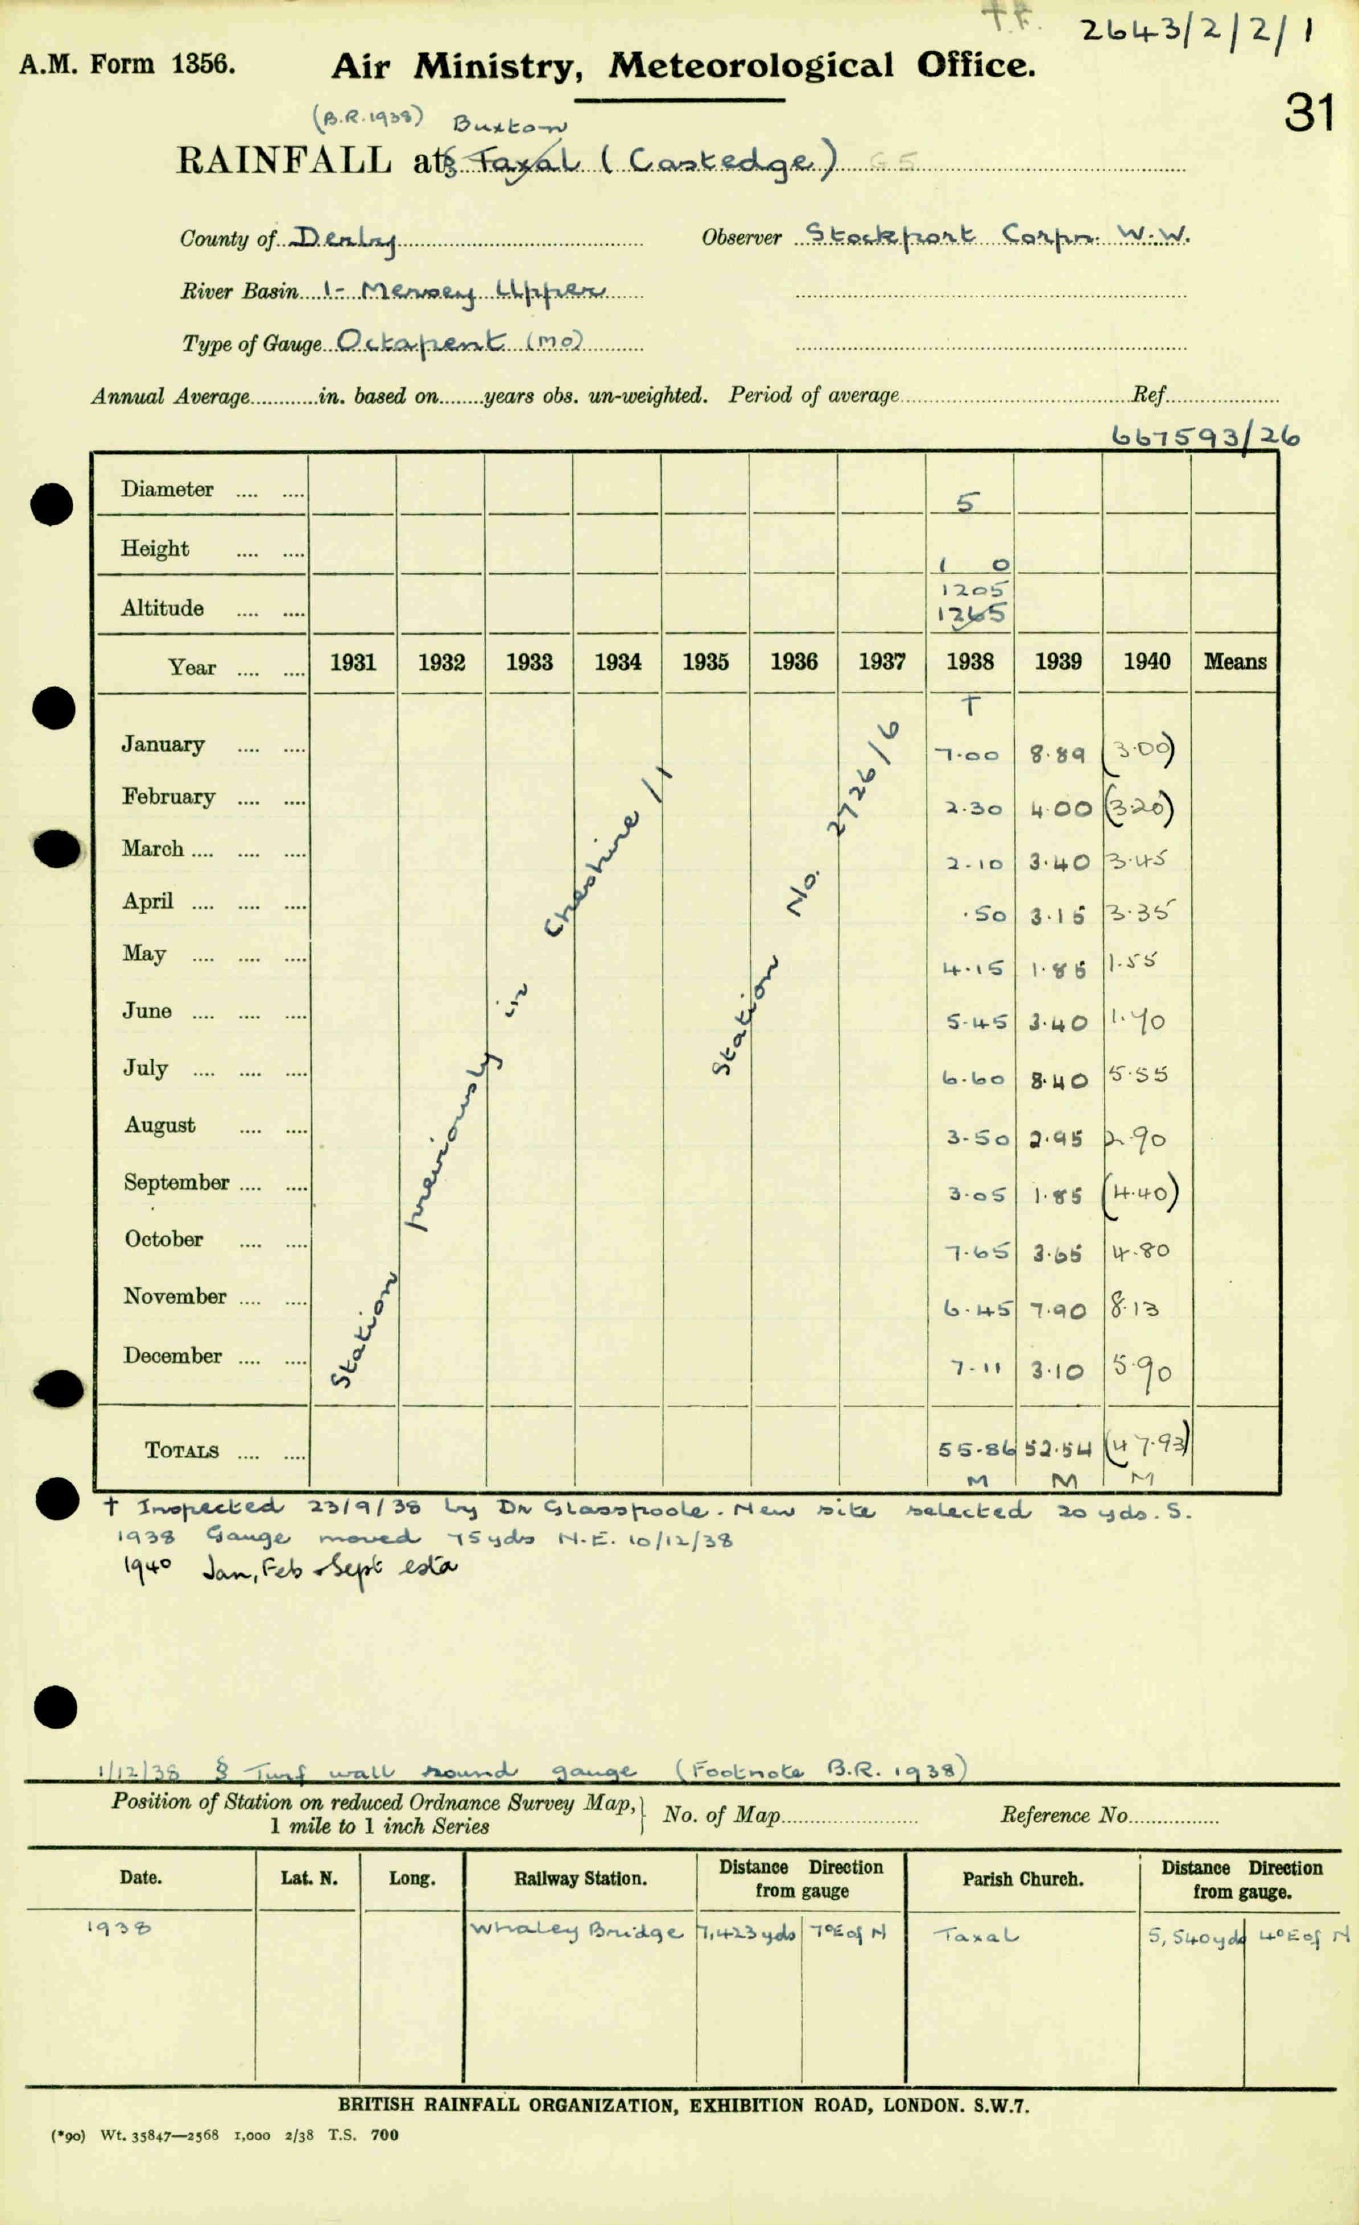 T.F. 2643/2/2/1
A.M. Form 1356. Air Ministry, Meteorological Office.
31
(B.R. 1938) Buxton
RAINFALL at § Taxal (Castedge) G5
County of Derby Observer Stockport Corpn. W.W.
River Basin 1 - Mersey Upper
Type of Gauge Octapent (MO)
Annual Average............in. based on........years obs. un-weighted. Period of average............Ref............
667593/26
Diameter .... .... 5
Height .... .... 1 0
1205
Altitude .... .... 1265
Year .... .... 1931 1932 1933 1934 1935 1936 1937 1938 1939 1940 Means
†
January .... .... 7.00 8.89 (3.00)
February .... .... 2.30 4.00 (3.20)
March .... .... .... 2.10 3.40 3.45
April .... .... .... .50 3.15 3.35
May .... .... .... 4.15 1.85 1.55
June .... .... .... 5.45 3.40 1.70
July .... .... .... 6.60 8.40 5.55
August .... .... 3.50 2.95 2.90
September .... .... 3.05 1.85 (4.40)
October .... .... 7.65 3.65 4.80
November .... .... 6.45 7.90 8.13
December .... .... 7.11 3.10 5.90
Station previously in Cheshire /1
Station No. 2726/6
TOTALS .... .... 55.86 52.54 (47.93)
M M M
† Inspected 23/9/38 by Dr Glasspoole. New site selected 20 yds. S.
1938 Gauge moved 75 yds N.E. 10/12/38
1940 Jan, Feb & Sept estd
1/12/38 § Turf wall round gauge (Footnote B.R. 1938)
Position of Station on reduced Ordnance Survey Map, } No. of Map............ Reference No............
1 mile to 1 inch Series
Date. Lat. N. Long. Railway Station. Distance Direction from gauge Parish Church. Distance Direction from gauge.
1938 Whaley Bridge 7,423 yds 7°E of N Taxal 5,540 yds 4°E of N
BRITISH RAINFALL ORGANIZATION, EXHIBITION ROAD, LONDON. S.W.7.
(*90) Wt. 35847—2568 1,000 2/38 T.S. 700